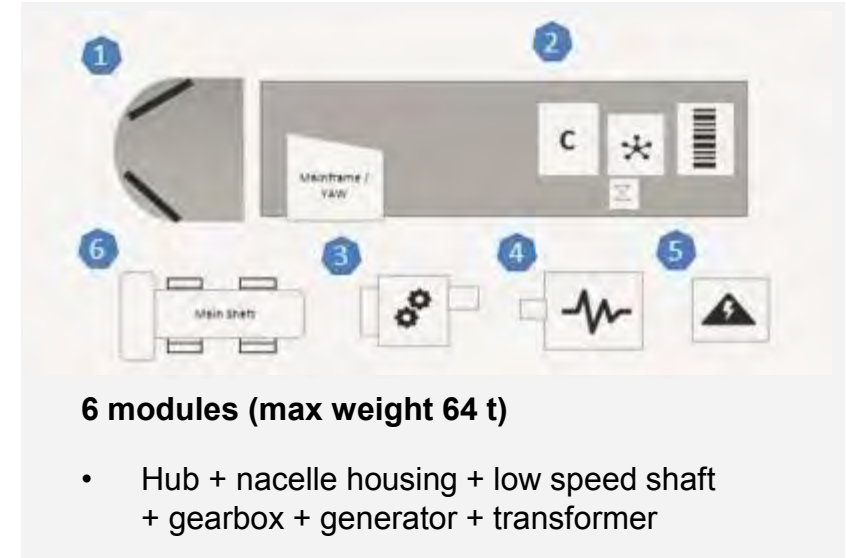 1
2
C
Mainframe /
YAW
6
3
4
5
Main Shaft
6 modules (max weight 64 t)
• Hub + nacelle housing + low speed shaft
+ gearbox + generator + transformer